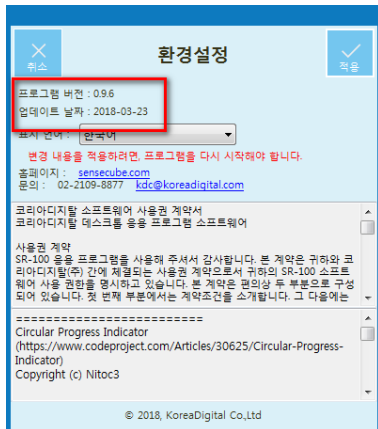 환경설정
취소
적용
프로그램 버전 : 0.9.6
업데이트 날짜 : 2018-03-23
표시 언어 : 한국어
변경 내용을 적용하려면, 프로그램을 다시 시작해야 합니다.
홈페이지 : sensecube.com
문의 : 02-2109-8877 kdc@koreadigital.com
코리아디지탈 소프트웨어 사용권 계약서
코리아디지탈 데스크톱 응용 프로그램 소프트웨어
사용권 계약
SR-100 응용 프로그램을 사용해 주셔서 감사합니다. 본 계약은 귀하와 코
리아디지탈(주) 간에 체결되는 사용권 계약으로서 귀하의 SR-100 소프트
웨어 사용 권한을 명시하고 있습니다. 본 계약은 편의상 두 부분으로 구성
되어 있습니다. 첫 번째 부분에서는 계약조건을 소개합니다. 그 다음에는
=========================
Circular Progress Indicator
(https://www.codeproject.com/Articles/30625/Circular-Progress-
Indicator)
Copyright (c) Nitoc3
© 2018, KoreaDigital Co.,Ltd